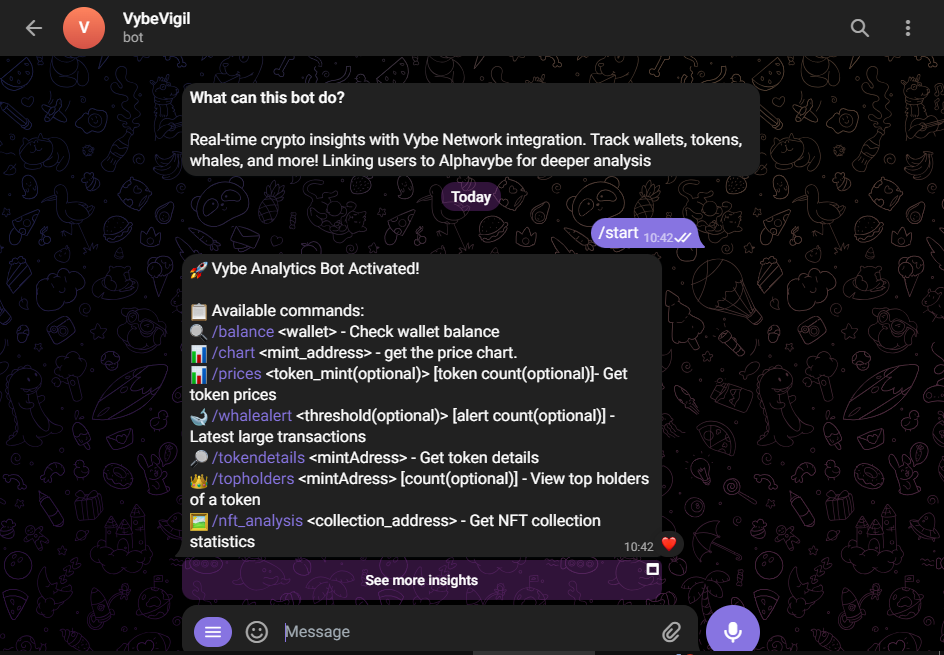 V
VybeVigil
bot
What can this bot do?
Real-time crypto insights with Vybe Network integration. Track wallets, tokens,
whales, and more! Linking users to Alphavybe for deeper analysis
Today
/start 10:42
🚀 Vybe Analytics Bot Activated!
📋 Available commands:
🔍 /balance <wallet> - Check wallet balance
📊 /chart <mint_address> - get the price chart.
📊 /prices <token_mint(optional)> [token count(optional)]- Get
token prices
🐋 /whalealert <threshold(optional)> [alert count(optional)] -
Latest large transactions
🔎 /tokendetails <mintAdress> - Get token details
👑 /topholders <mintAdress> [count(optional)] - View top holders
of a token
🖼️ /nft_analysis <collection_address> - Get NFT collection
statistics
10:42 ❤️
See more insights
Message